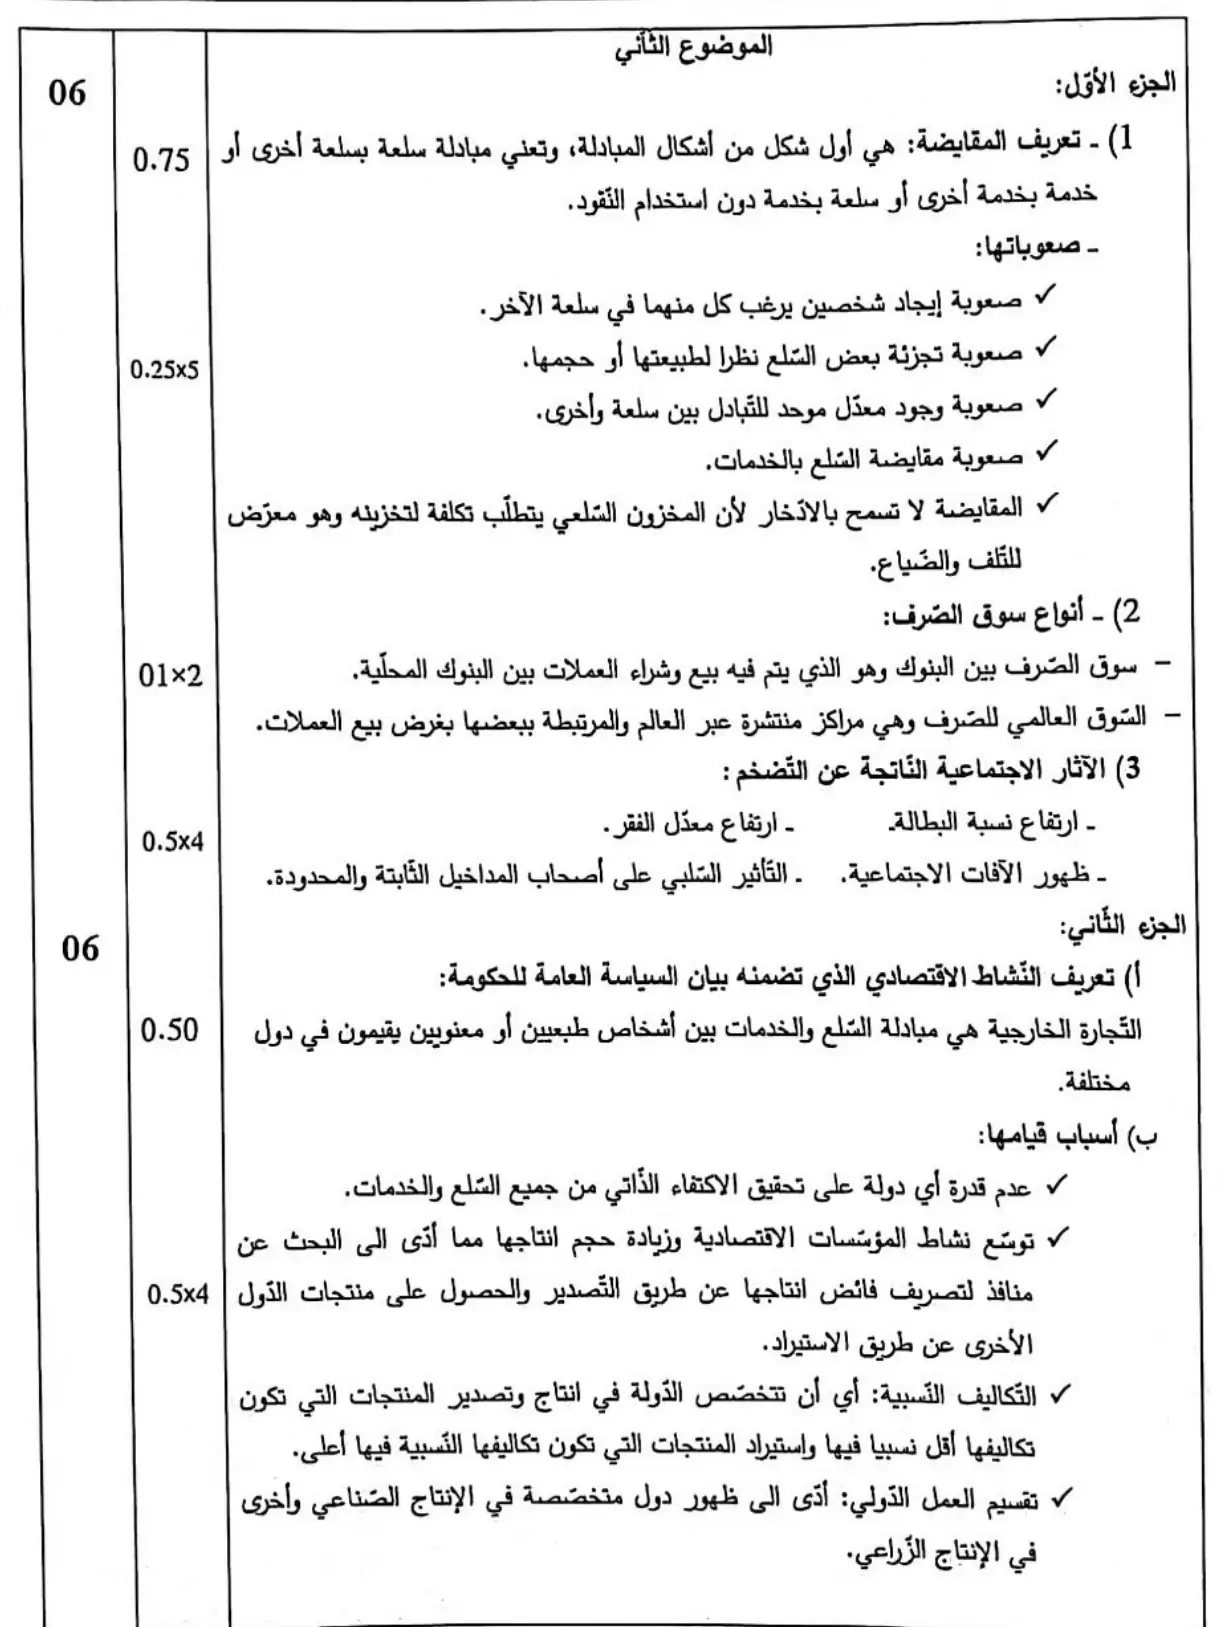 الموضوع الثّاني
الجزء الأوّل:
06
1) ـ تعريف المقايضة: هي أول شكل من أشكال المبادلة، وتعني مبادلة سلعة بسلعة أخرى أو
0.75
خدمة بخدمة أخرى أو سلعة بخدمة دون استخدام النّقود.
ـ صعوباتها:
✓ صعوبة إيجاد شخصين يرغب كل منهما في سلعة الآخر.
✓ صعوبة تجزئة بعض السّلع نظرا لطبيعتها أو حجمها.
0.25x5
✓ صعوبة وجود معدّل موحد للتّبادل بين سلعة وأخرى.
✓ صعوبة مقايضة السّلع بالخدمات.
✓ المقايضة لا تسمح بالادّخار لأن المخزون السّلعي يتطلّب تكلفة لتخزينه وهو معرّض
للتّلف والضّياع.
2) ـ أنواع سوق الصّرف:
– سوق الصّرف بين البنوك وهو الذي يتم فيه بيع وشراء العملات بين البنوك المحلّية.
01×2
– السّوق العالمي للصّرف وهي مراكز منتشرة عبر العالم والمرتبطة ببعضها بغرض بيع العملات.
3) الآثار الاجتماعية النّاتجة عن التّضخم :
ـ ارتفاع نسبة البطالة. ـ ارتفاع معدّل الفقر.
0.5x4
ـ ظهور الآفات الاجتماعية. ـ التّأثير السّلبي على أصحاب المداخيل الثّابتة والمحدودة.
الجزء الثّاني:
06
أ) تعريف النّشاط الاقتصادي الذي تضمنه بيان السياسة العامة للحكومة:
التّجارة الخارجية هي مبادلة السّلع والخدمات بين أشخاص طبعيين أو معنويين يقيمون في دول
0.50
مختلفة.
ب) أسباب قيامها:
✓ عدم قدرة أي دولة على تحقيق الاكتفاء الذّاتي من جميع السّلع والخدمات.
✓ توسّع نشاط المؤسّسات الاقتصادية وزيادة حجم انتاجها مما أدّى الى البحث عن
منافذ لتصريف فائض انتاجها عن طريق التّصدير والحصول على منتجات الدّول
0.5x4
الأخرى عن طريق الاستيراد.
✓ التّكاليف النّسبية: أي أن تتخصّص الدّولة في انتاج وتصدير المنتجات التي تكون
تكاليفها أقل نسبيا فيها واستيراد المنتجات التي تكون تكاليفها النّسبية فيها أعلى.
✓ تقسيم العمل الدّولي: أدّى الى ظهور دول متخصّصة في الإنتاج الصّناعي وأخرى
في الإنتاج الزّراعي.